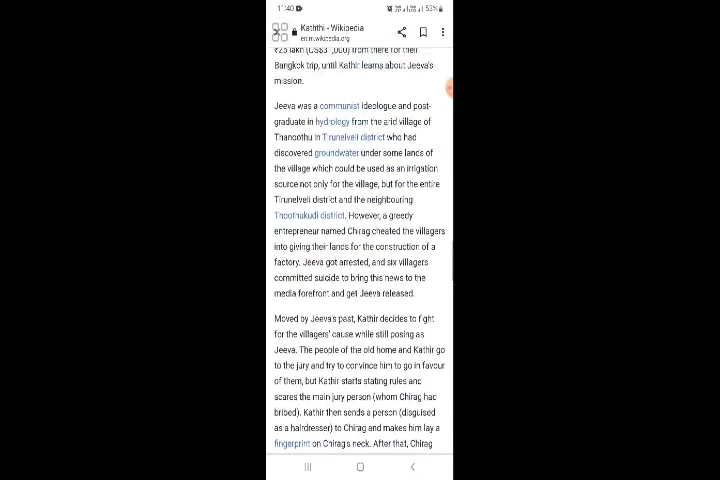 11:40
53%
Kaththi - Wikipedia
en.m.wikipedia.org
₹25 lakh (US$31,000) from there for their
Bangkok trip, until Kathir learns about Jeeva's
mission.
Jeeva was a communist ideologue and post-
graduate in hydrology from the arid village of
Thanoothu in Tirunelveli district who had
discovered groundwater under some lands of
the village which could be used as an irrigation
source not only for the village, but for the entire
Tirunelveli district and the neighbouring
Thoothukudi district. However, a greedy
entrepreneur named Chirag cheated the villagers
into giving their lands for the construction of a
factory. Jeeva got arrested, and six villagers
committed suicide to bring this news to the
media forefront and get Jeeva released.
Moved by Jeeva's past, Kathir decides to fight
for the villagers' cause while still posing as
Jeeva. The people of the old home and Kathir go
to the jury and try to convince him to go in favour
of them, but Kathir starts stating rules and
scares the main jury person (whom Chirag had
bribed). Kathir then sends a person (disguised
as a hairdresser) to Chirag and makes him lay a
fingerprint on Chirag's neck. After that, Chirag